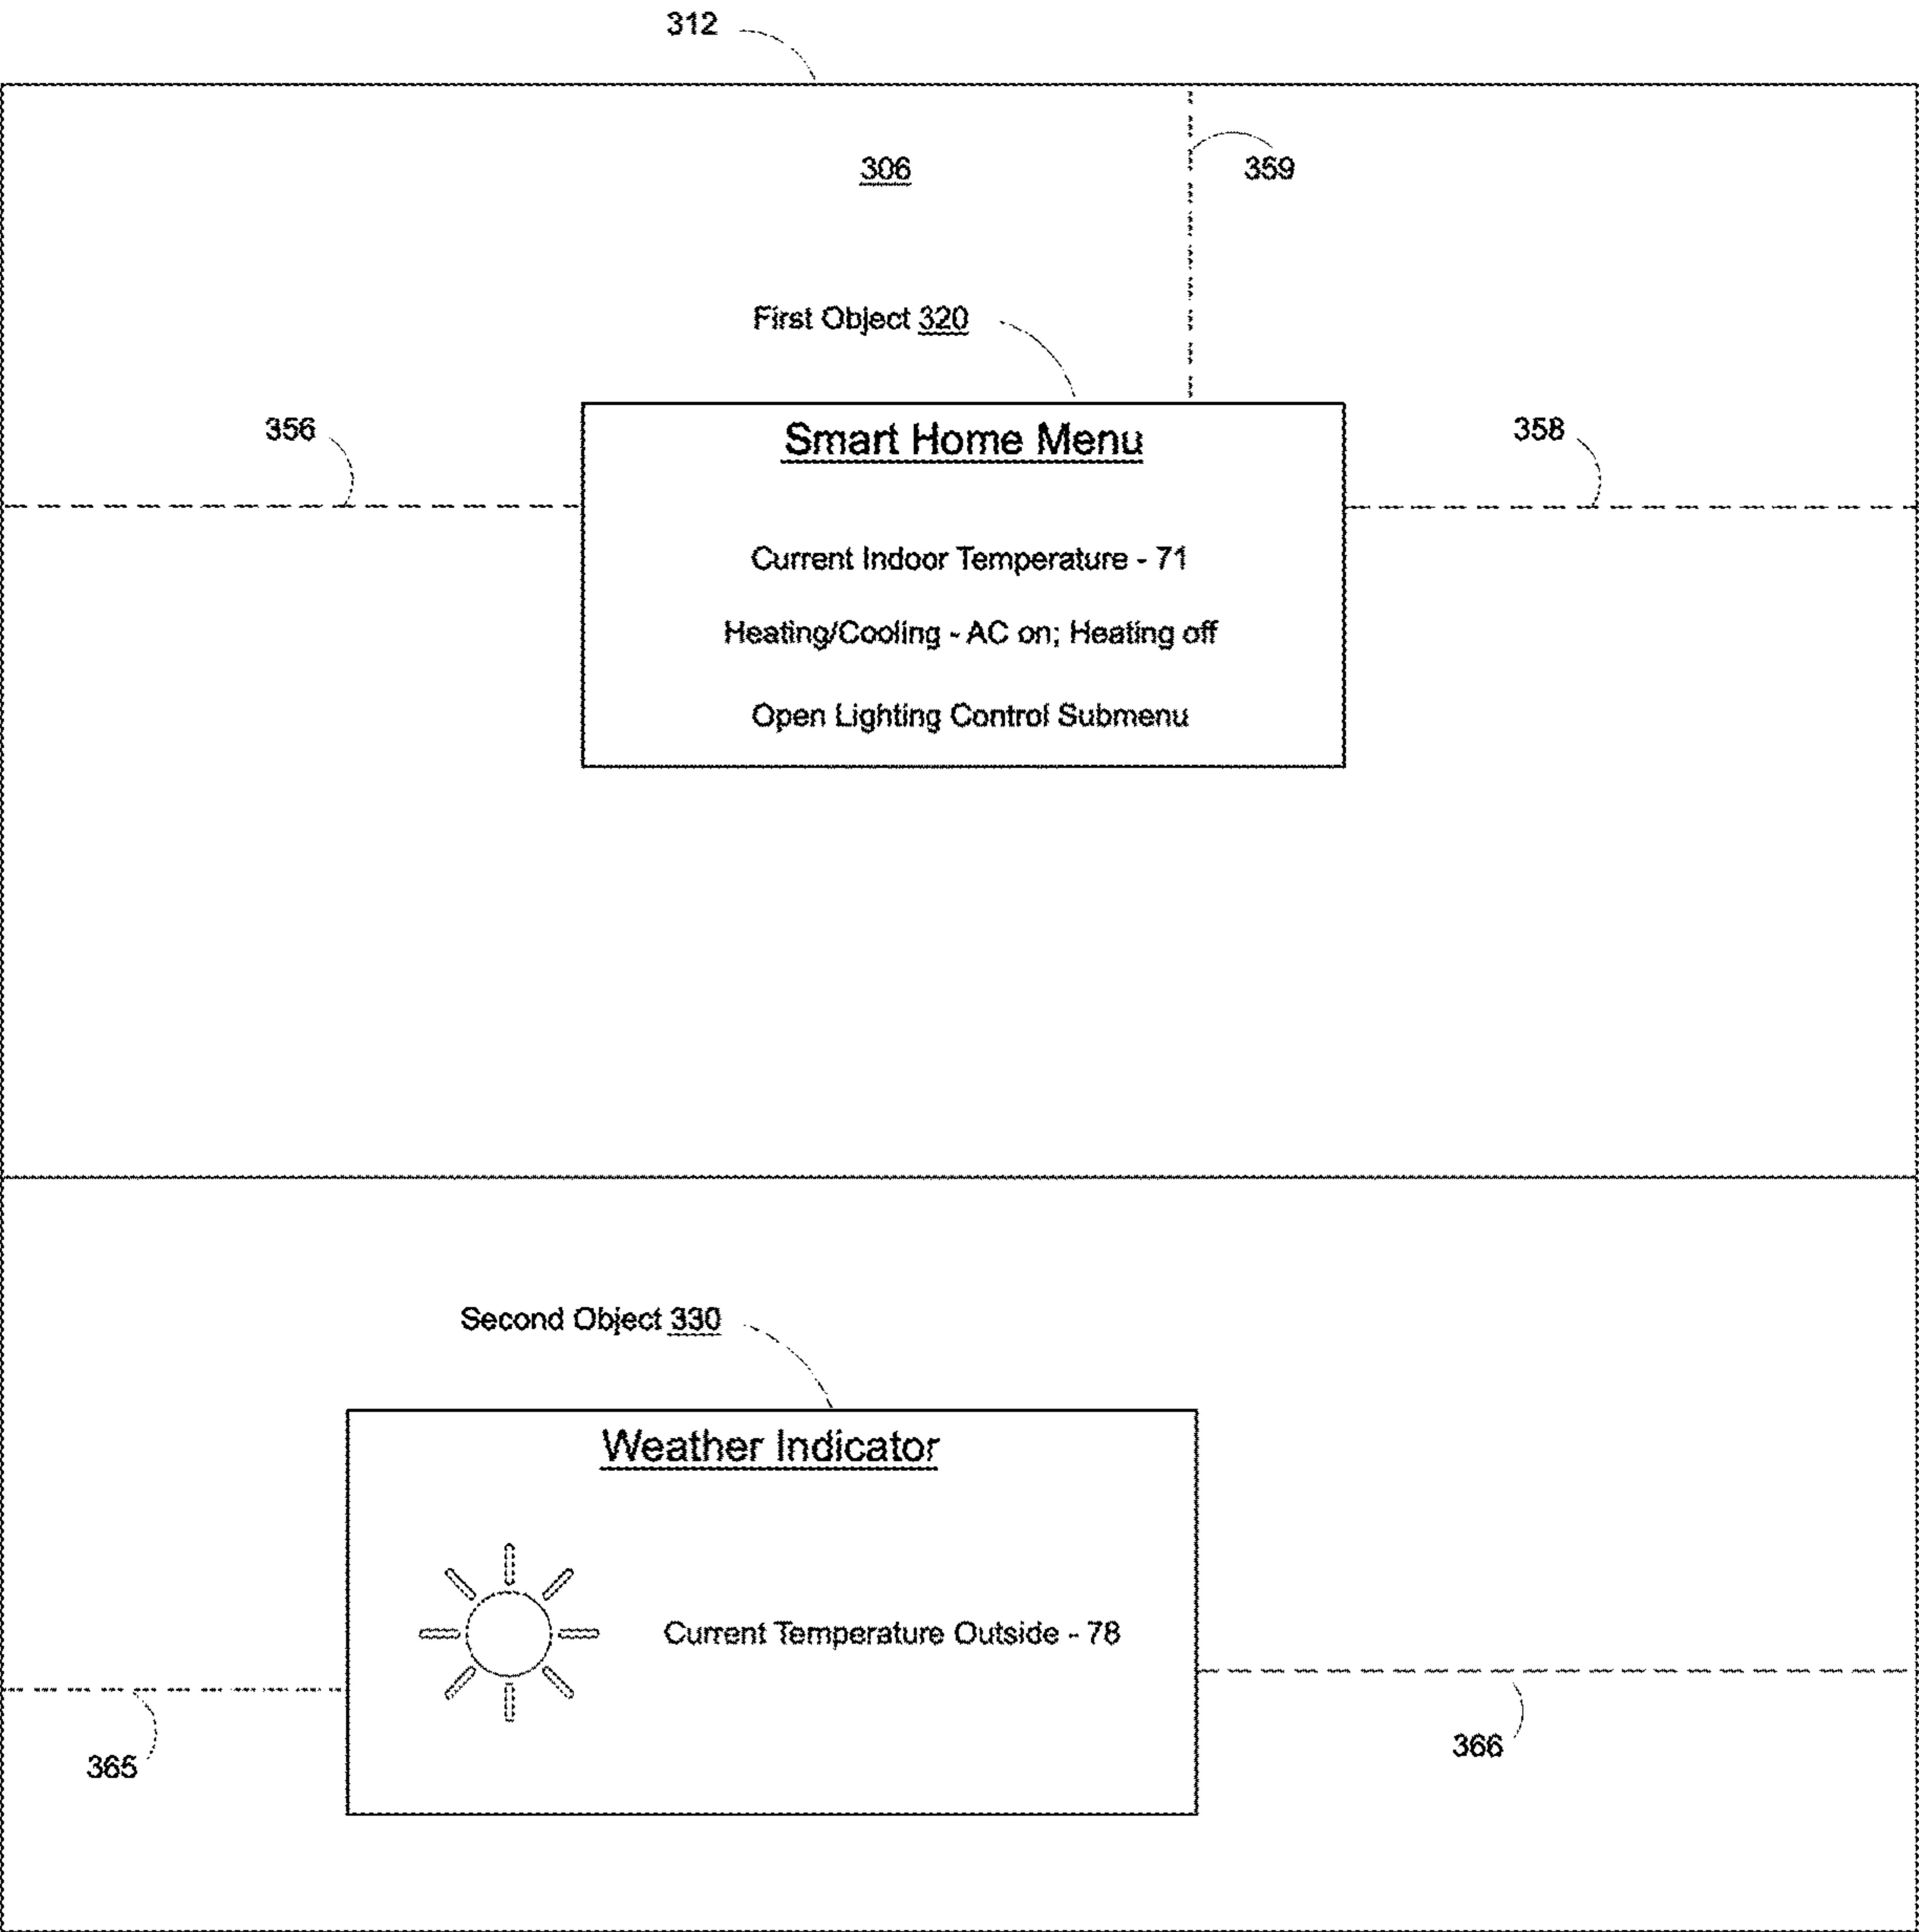 312
306
359
First Object 320
356
358
Smart Home Menu
Current Indoor Temperature - 71
Heating/Cooling - AC on; Heating off
Open Lighting Control Submenu
Second Object 330
Weather Indicator
Current Temperature Outside - 78
365
366